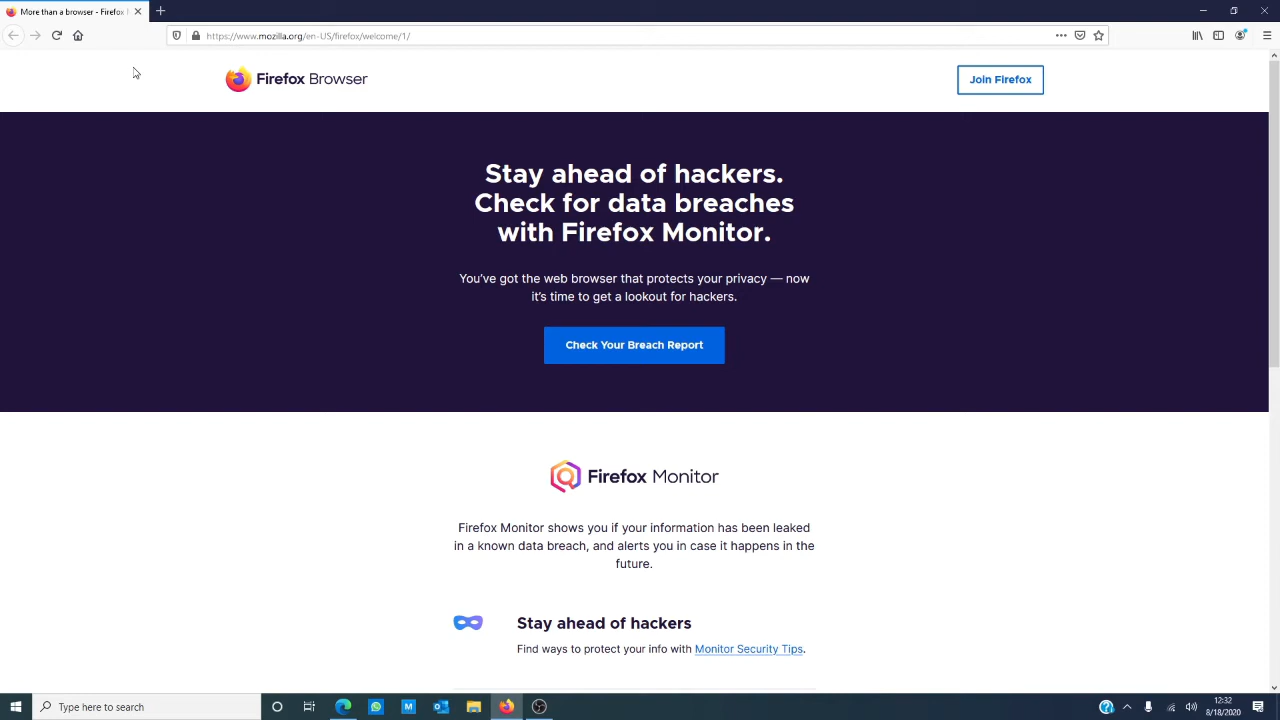 More than a browser - Firefox
https://www.mozilla.org/en-US/firefox/welcome/1/
Firefox Browser
Join Firefox
Stay ahead of hackers.
Check for data breaches
with Firefox Monitor.
You've got the web browser that protects your privacy — now
it's time to get a lookout for hackers.
Check Your Breach Report
Firefox Monitor
Firefox Monitor shows you if your information has been leaked
in a known data breach, and alerts you in case it happens in the
future.
Stay ahead of hackers
Find ways to protect your info with Monitor Security Tips.
Type here to search
12:32
8/18/2020